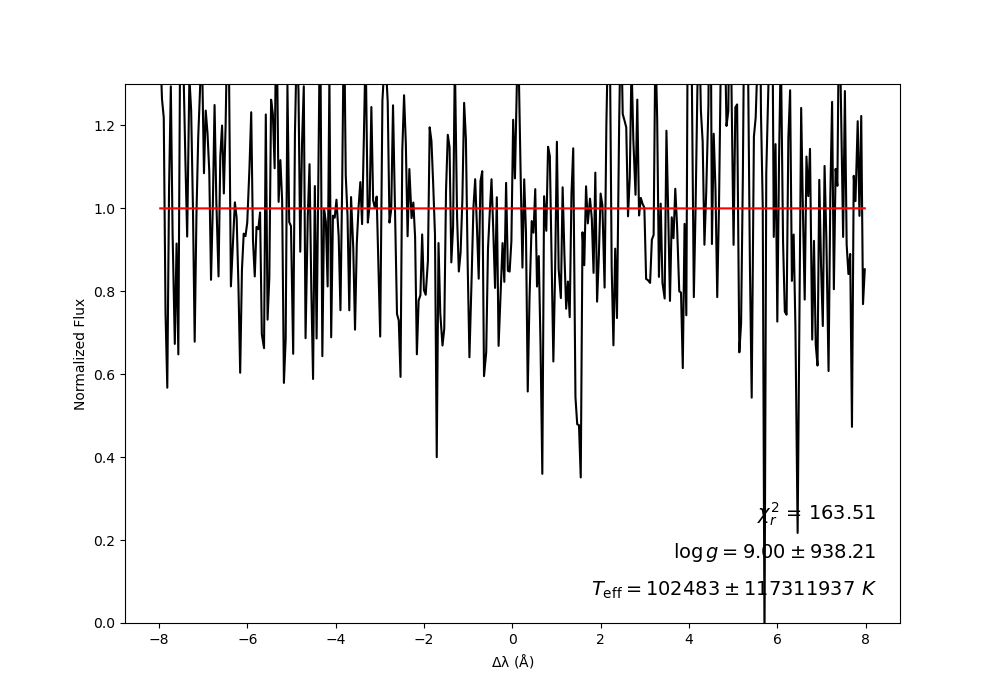 1.2
1.0
0.8
0.6
0.4
0.2
0.0
Normalized Flux
χ²ᵣ = 163.51
log g = 9.00 ± 938.21
T_eff = 102483 ± 117311937 K
−8 −6 −4 −2 0 2 4 6 8
Δλ (Å)